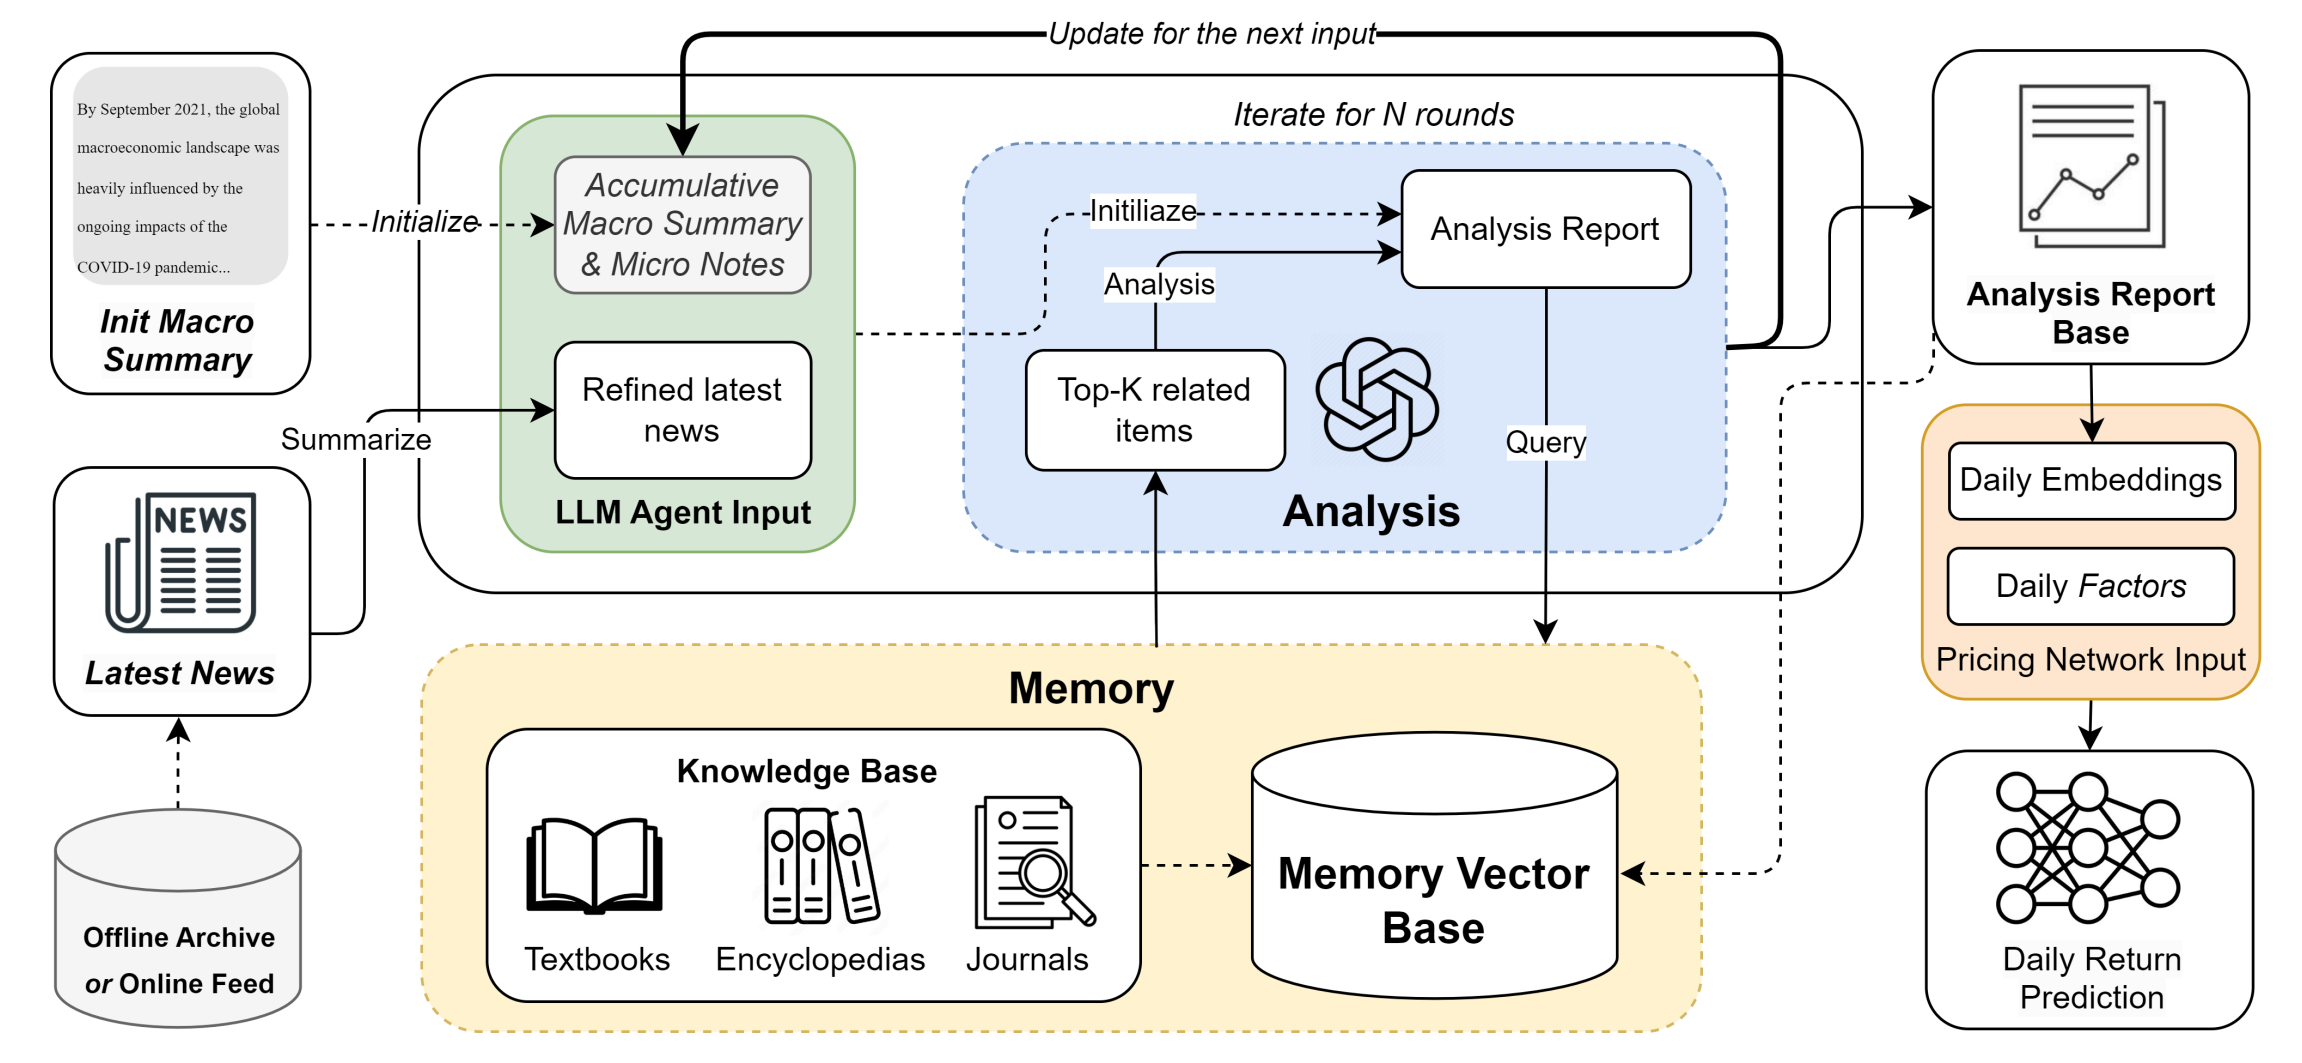 Update for the next input
By September 2021, the global
macroeconomic landscape was
heavily influenced by the
ongoing impacts of the
COVID-19 pandemic...
Init Macro
Summary
Initialize
Accumulative
Macro Summary
& Micro Notes
Refined latest
news
LLM Agent Input
Summarize
NEWS
Latest News
Offline Archive
or Online Feed
Iterate for N rounds
Initiliaze
Analysis Report
Analysis
Top-K related
items
Query
Analysis
Memory
Knowledge Base
Textbooks
Encyclopedias
Journals
Memory Vector
Base
Analysis Report
Base
Daily Embeddings
Daily Factors
Pricing Network Input
Daily Return
Prediction